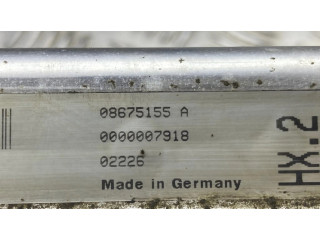 08675155 A
0000007918
02226
Made in Germany
HX.2